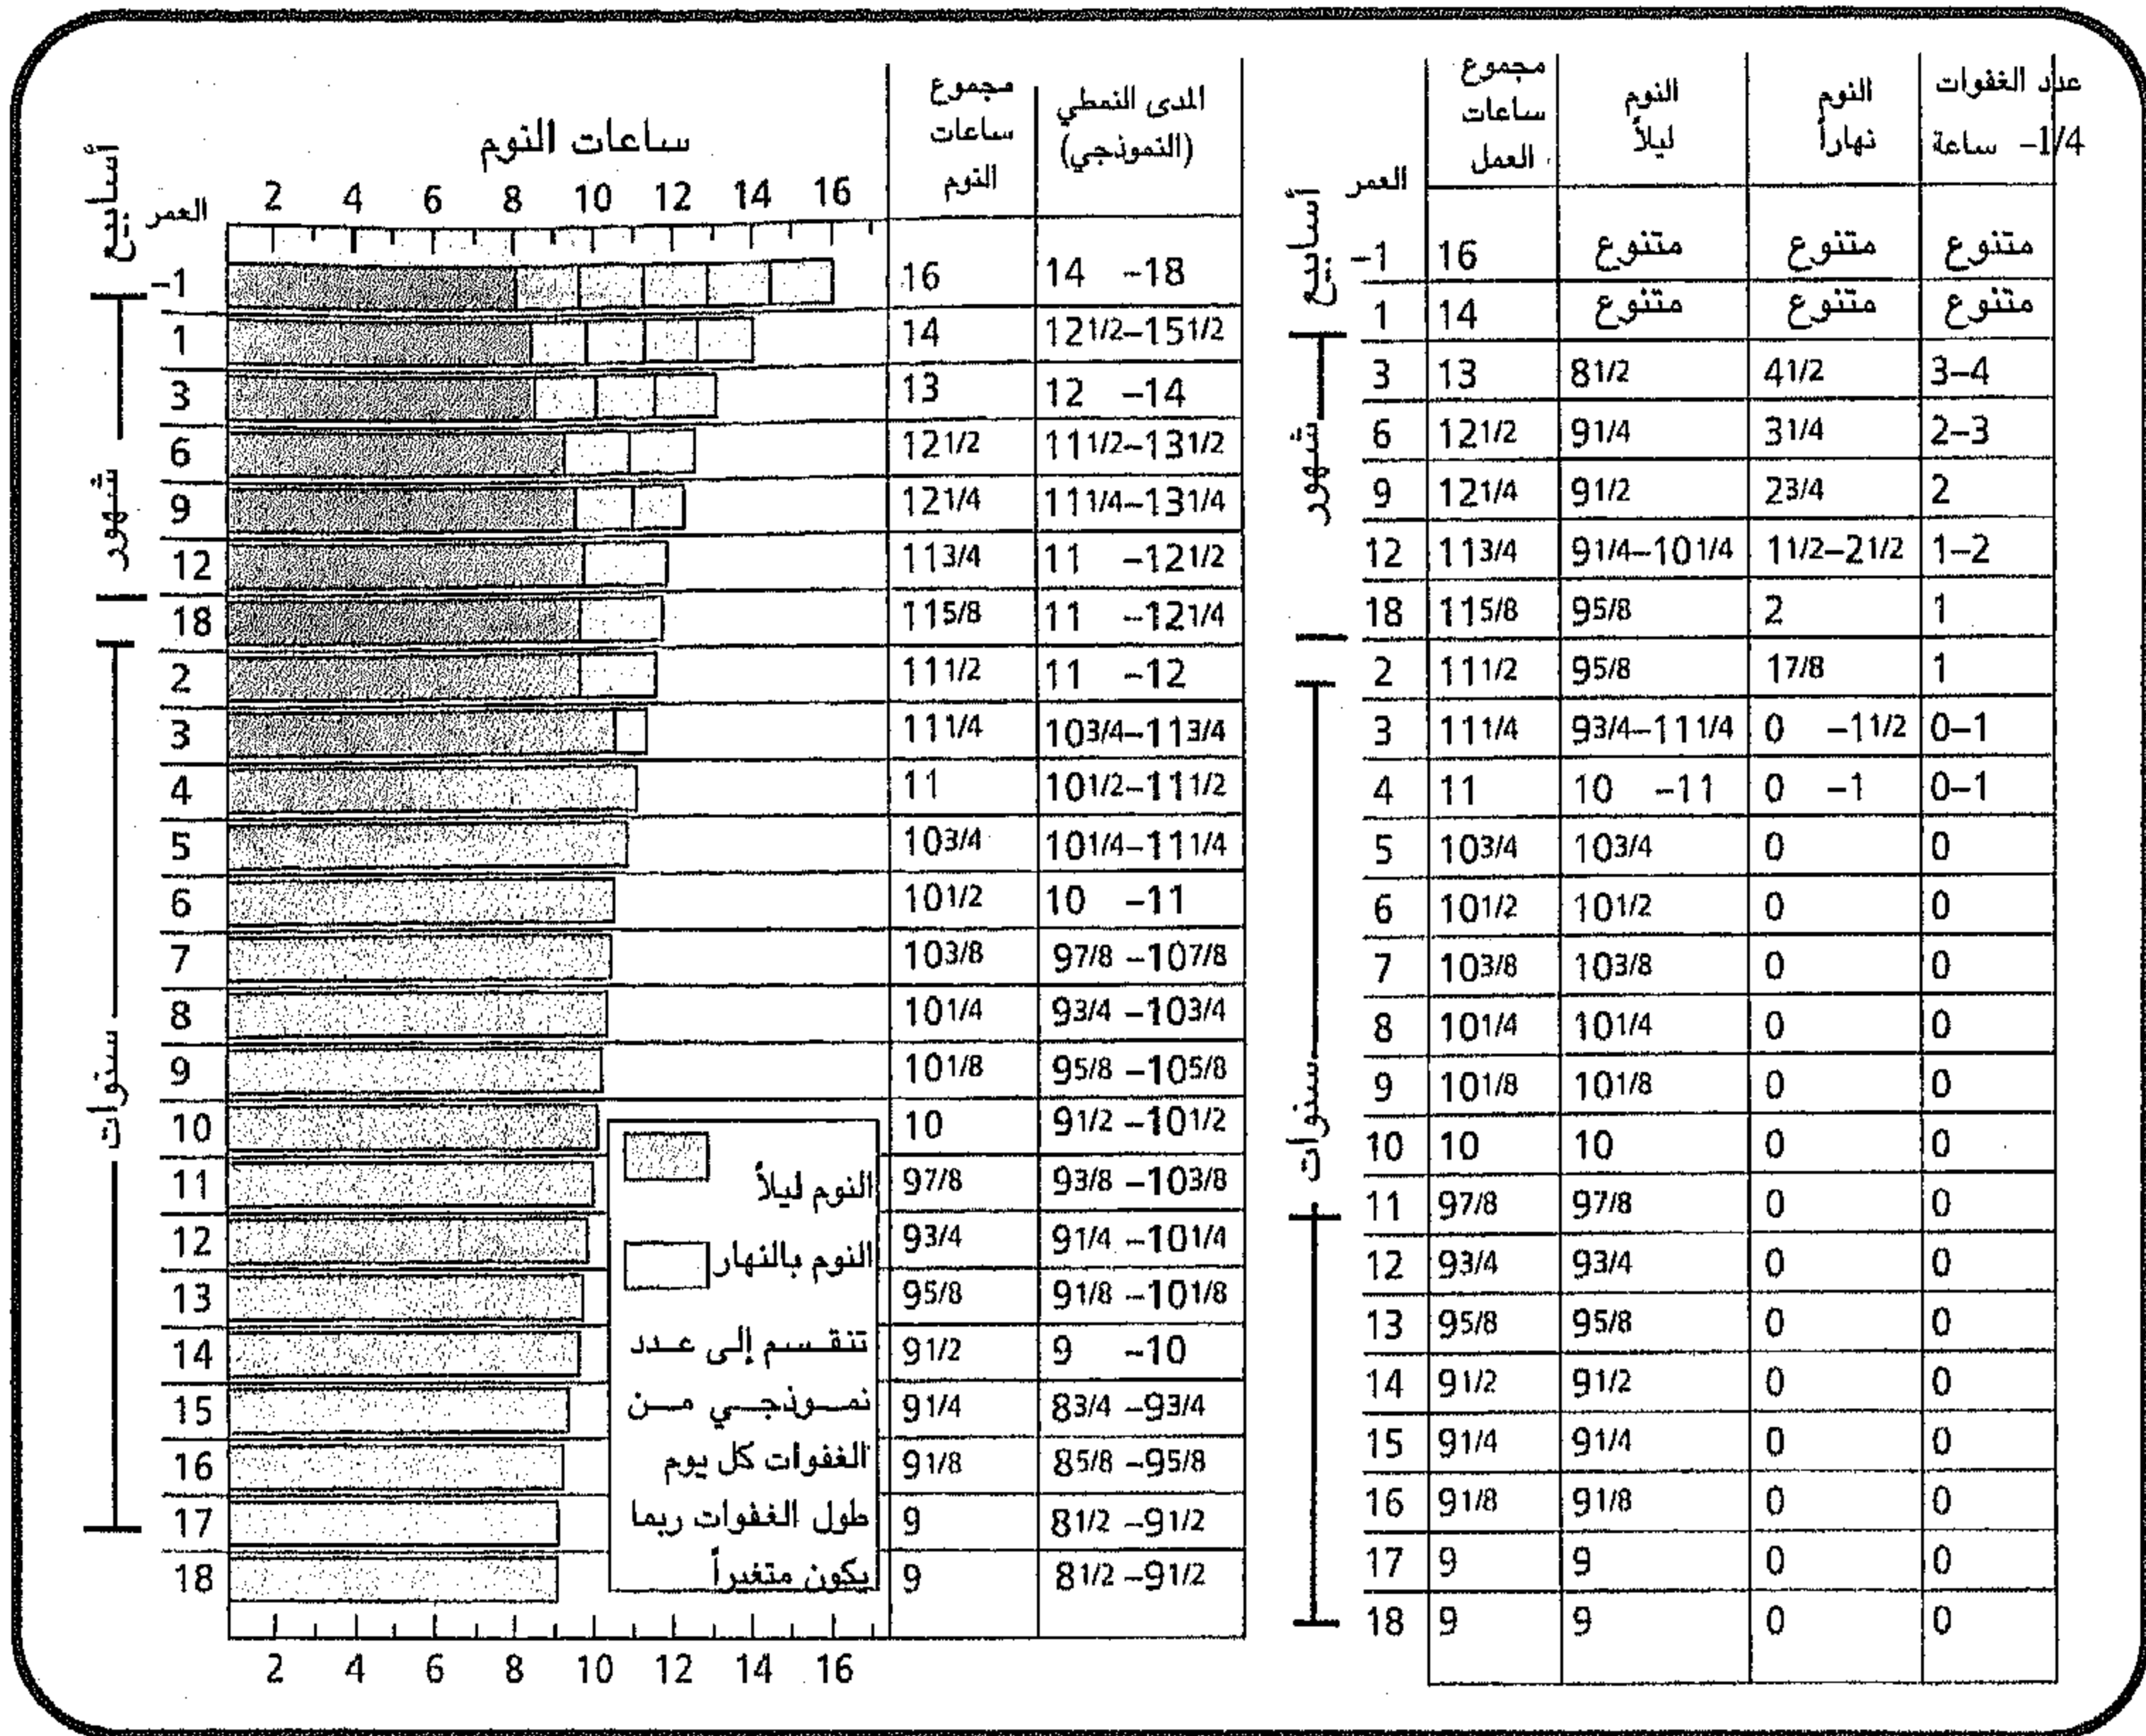 ساعات النوم
أسابيع
العمر 2 4 6 8 10 12 14 16 مجموع ساعات النوم المدى النمطي (النموذجي)
–1 16 14 –18
1 14 121/2–151/2
3 13 12 –14
شهور
6 121/2 111/2–131/2
9 121/4 111/4–131/4
12 113/4 11 –121/2
18 115/8 11 –121/4
2 111/2 11 –12
3 111/4 103/4–113/4
4 11 101/2–111/2
5 103/4 101/4–111/4
6 101/2 10 –11
7 103/8 97/8 –107/8
8 101/4 93/4 –103/4
سنوات
9 101/8 95/8 –105/8
10 10 91/2 –101/2
11 97/8 93/8 –103/8
12 93/4 91/4 –101/4
13 95/8 91/8 –101/8
14 91/2 9 –10
15 91/4 83/4 –93/4
16 91/8 85/8 –95/8
17 9 81/2 –91/2
18 9 81/2 –91/2
2 4 6 8 10 12 14 16
النوم ليلاً
النوم بالنهار
تنقسم إلى عدد
نموذجي من
الغفوات كل يوم
طول الغفوات ربما
يكون متغيراً
أسابيع
العمر مجموع ساعات العمل النوم ليلاً النوم نهاراً عدد الغفوات –1/4 ساعة
–1 16 متنوع متنوع متنوع
1 14 متنوع متنوع متنوع
3 13 81/2 41/2 3–4
شهور
6 121/2 91/4 31/4 2–3
9 121/4 91/2 23/4 2
12 113/4 91/4–101/4 11/2–21/2 1–2
18 115/8 95/8 2 1
2 111/2 95/8 17/8 1
3 111/4 93/4–111/4 0 –11/2 0–1
4 11 10 –11 0 –1 0–1
5 103/4 103/4 0 0
6 101/2 101/2 0 0
7 103/8 103/8 0 0
8 101/4 101/4 0 0
9 101/8 101/8 0 0
سنوات
10 10 10 0 0
11 97/8 97/8 0 0
12 93/4 93/4 0 0
13 95/8 95/8 0 0
14 91/2 91/2 0 0
15 91/4 91/4 0 0
16 91/8 91/8 0 0
17 9 9 0 0
18 9 9 0 0